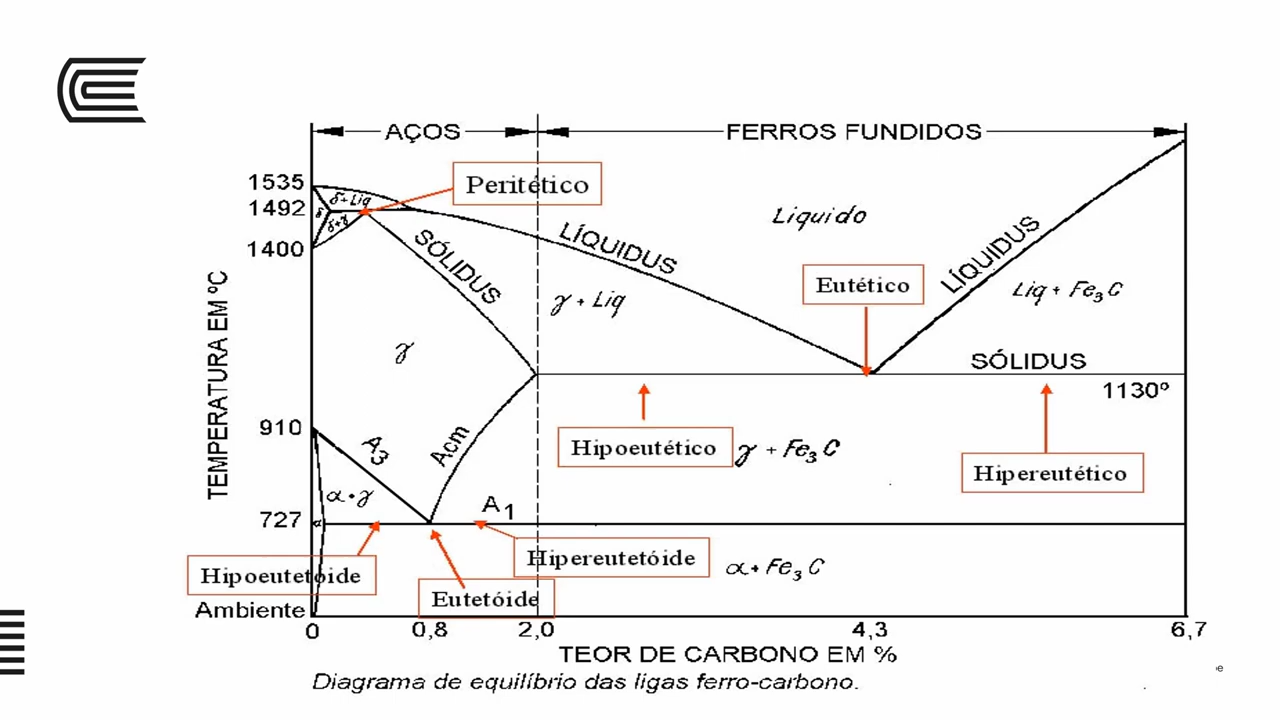 AÇOS
FERROS FUNDIDOS
1535
1492
1400
910
727
Ambiente
TEMPERATURA EM ºC
δ+Liq
δ
δ+γ
Peritético
SÓLIDUS
LÍQUIDUS
Liquido
LÍQUIDUS
Eutético
γ + Liq
Liq + Fe₃C
γ
SÓLIDUS
1130º
A3
Acm
Hipoeutético
γ + Fe₃C
Hipereutético
α+γ
A1
α
Hipereutetóide
Hipoeutetóide
α + Fe₃C
Eutetóide
0
0,8
2,0
4,3
6,7
TEOR DE CARBONO EM %
Diagrama de equilíbrio das ligas ferro-carbono.